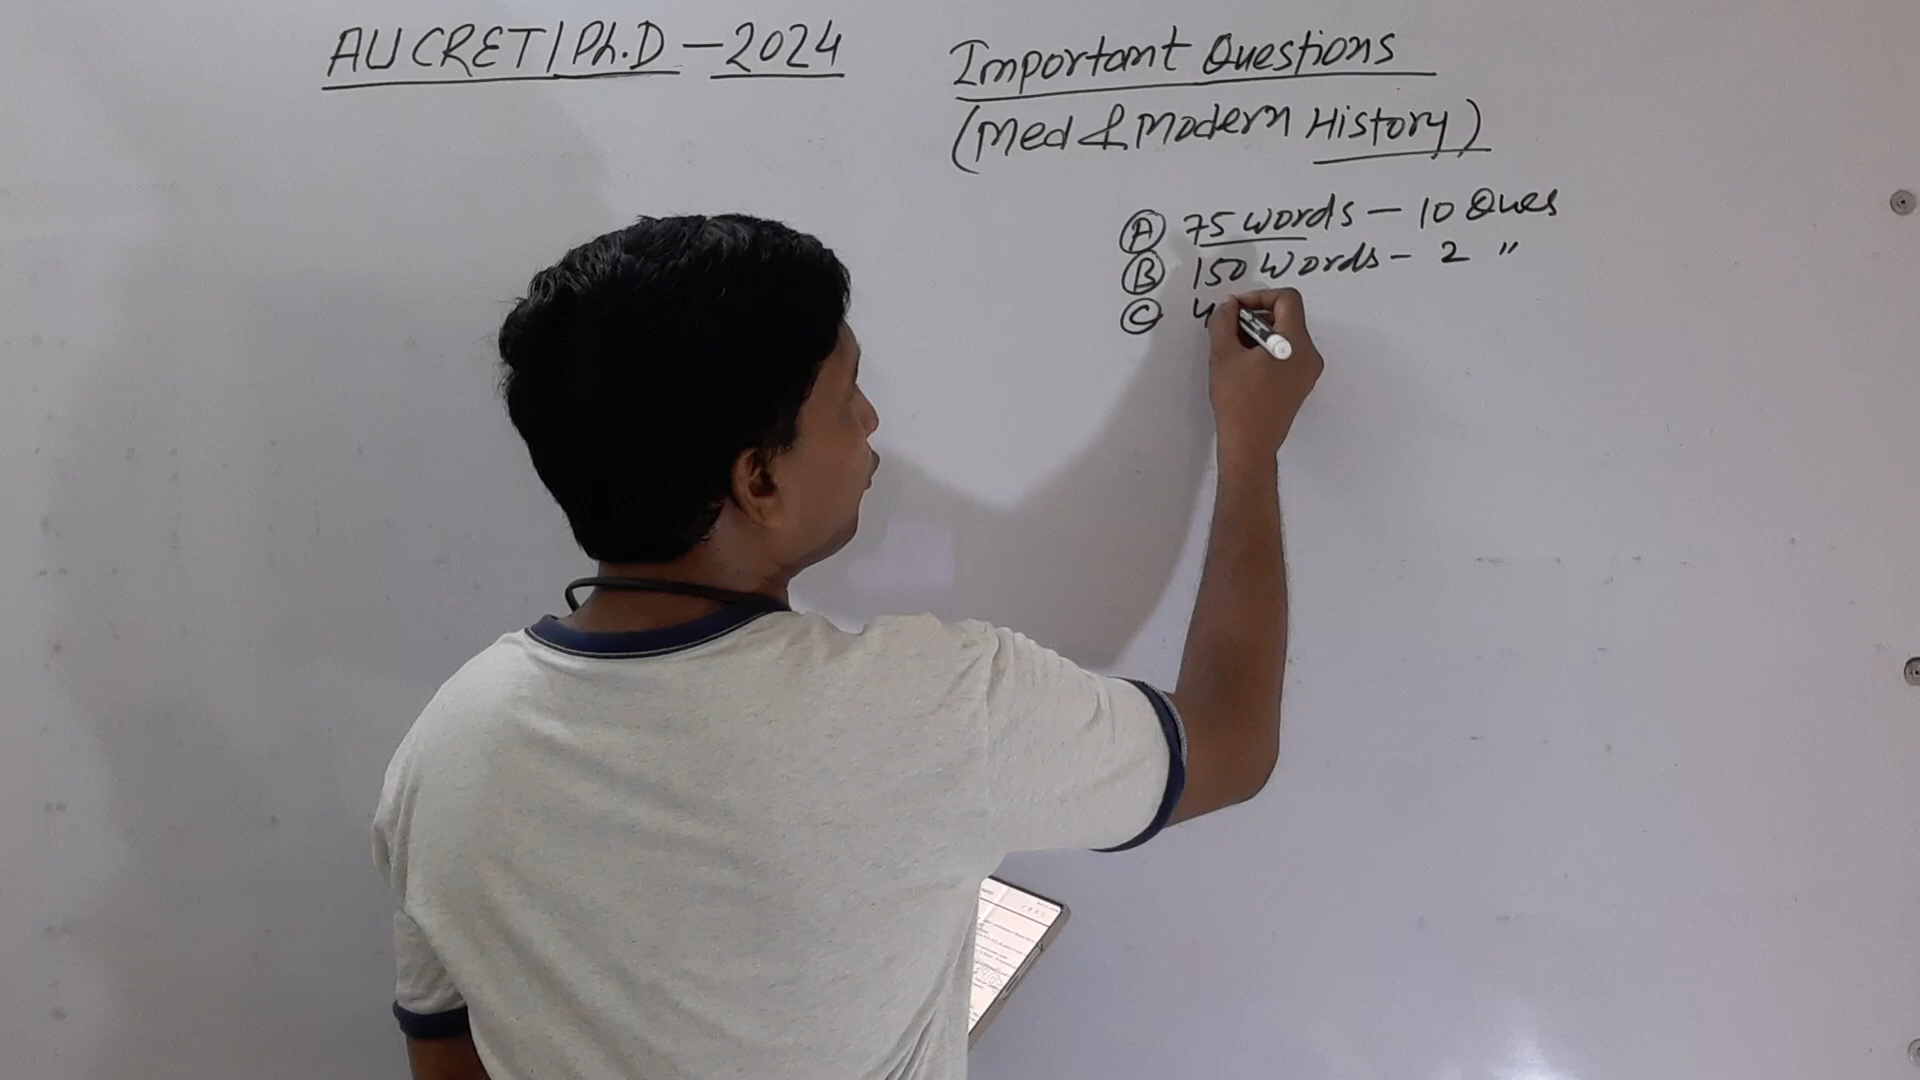 AU CRET/Ph.D - 2024
Important Questions
(Med & Modern History)
(A) 75 words - 10 Ques
(B) 150 Words - 2 "
(C) 4